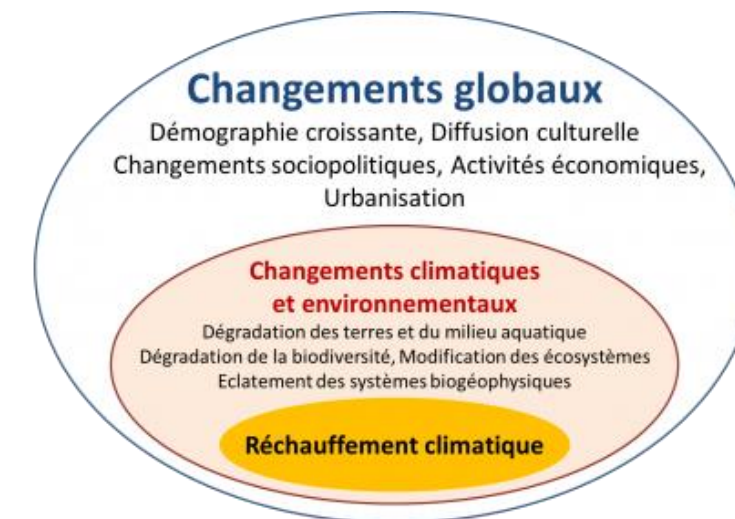 Changements globaux
Démographie croissante, Diffusion culturelle
Changements sociopolitiques, Activités économiques,
Urbanisation
Changements climatiques
et environnementaux
Dégradation des terres et du milieu aquatique
Dégradation de la biodiversité, Modification des écosystèmes
Eclatement des systèmes biogéophysiques
Réchauffement climatique